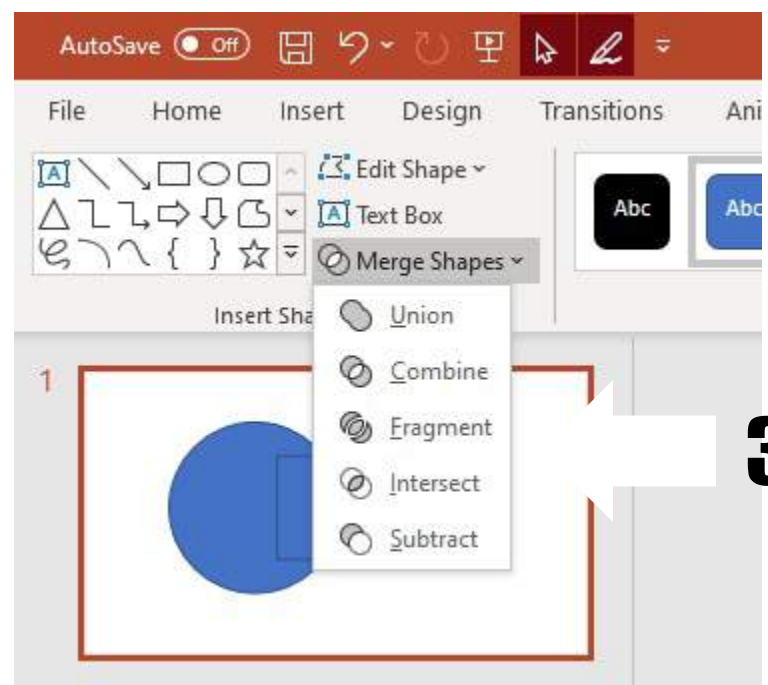 AutoSave Off
File Home Insert Design Transitions Ani
Edit Shape
Text Box
Merge Shapes
Abc Abc
Insert Sha
Union
Combine
Fragment
Intersect
Subtract
1
3